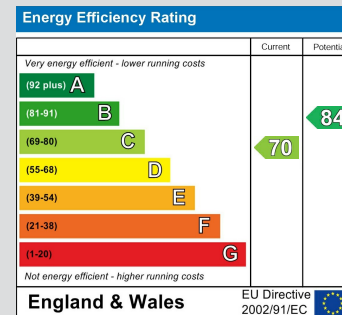 Energy Efficiency Rating
Current Potentia
Very energy efficient - lower running costs
(92 plus) A
(81-91) B
84
(69-80) C
70
(55-68) D
(39-54) E
(21-38) F
(1-20) G
Not energy efficient - higher running costs
England & Wales
EU Directive
2002/91/EC